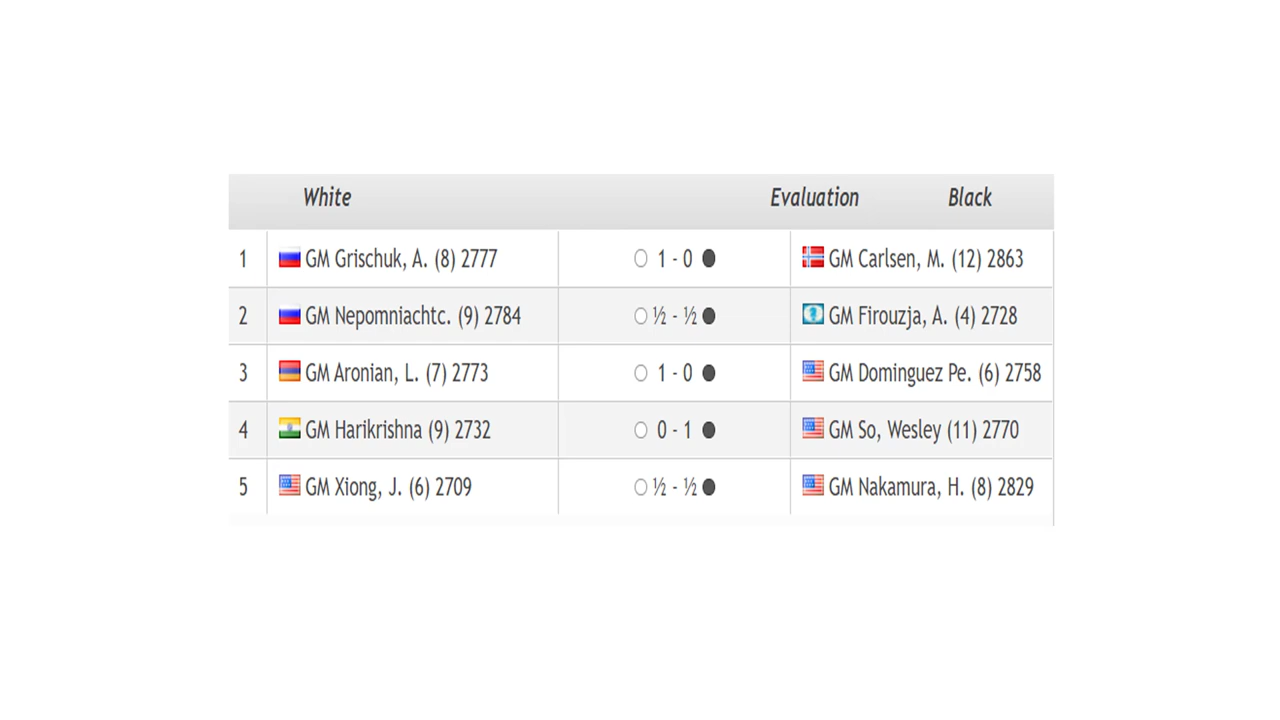 White Evaluation Black
1 GM Grischuk, A. (8) 2777 1 - 0 GM Carlsen, M. (12) 2863
2 GM Nepomniachtc. (9) 2784 ½ - ½ GM Firouzja, A. (4) 2728
3 GM Aronian, L. (7) 2773 1 - 0 GM Dominguez Pe. (6) 2758
4 GM Harikrishna (9) 2732 0 - 1 GM So, Wesley (11) 2770
5 GM Xiong, J. (6) 2709 ½ - ½ GM Nakamura, H. (8) 2829